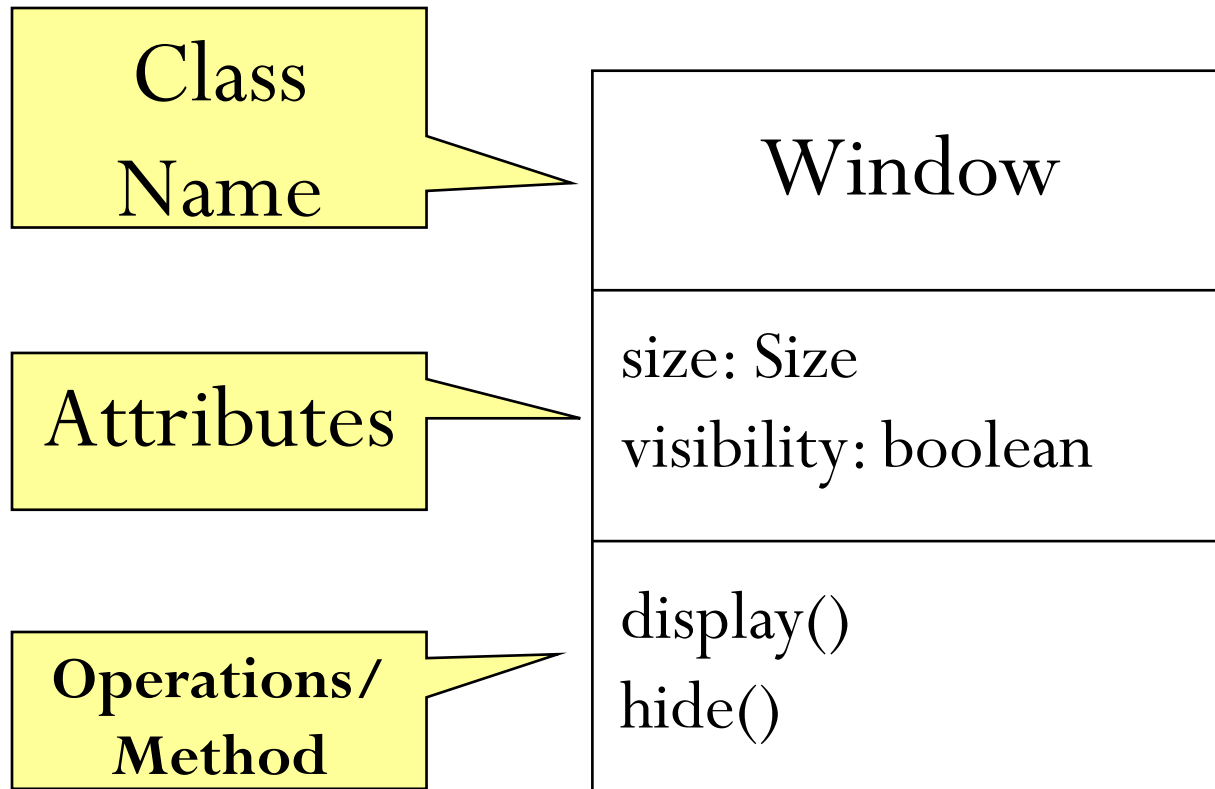 Class
Name
Window
Attributes
size: Size
visibility: boolean
Operations/
Method
display()
hide()